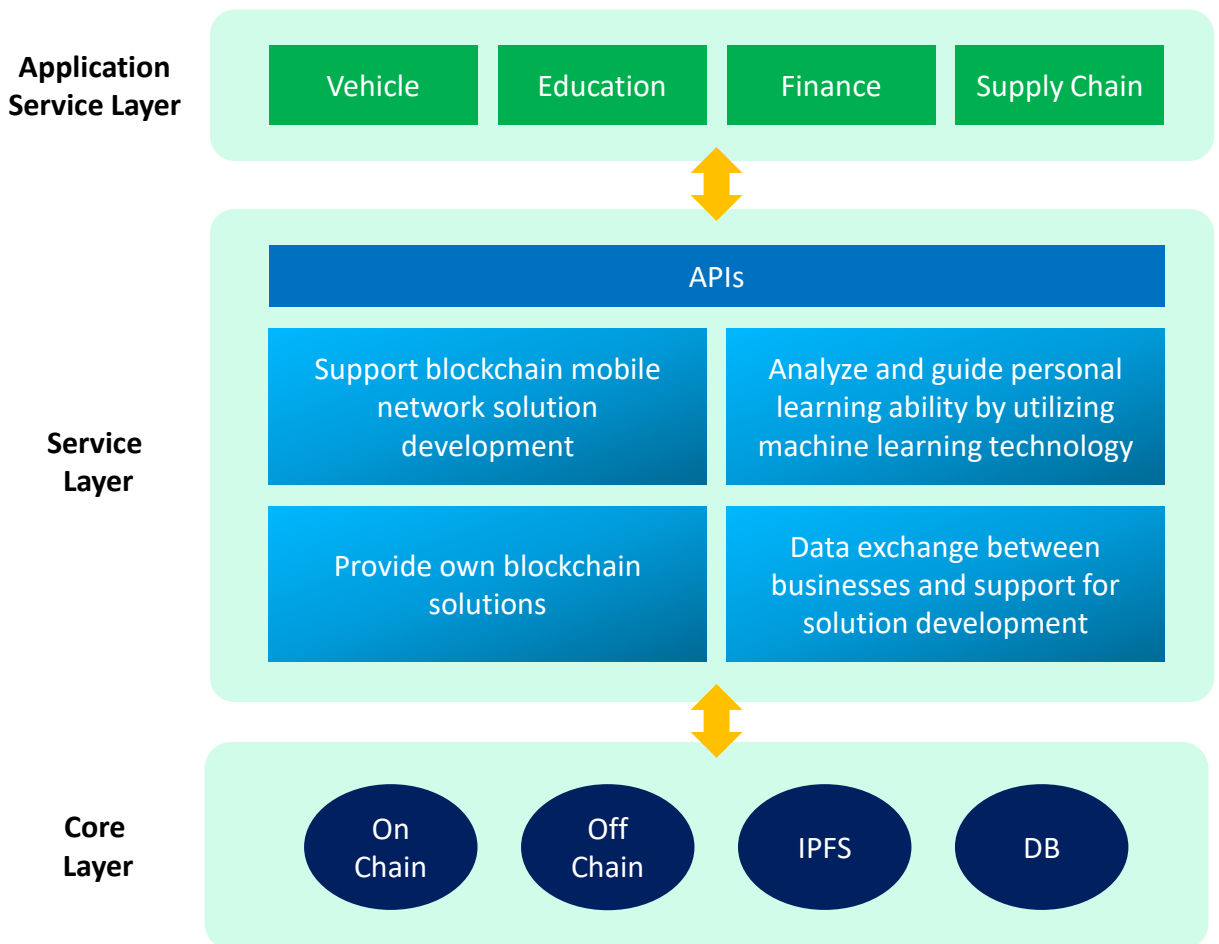 Application
Service Layer
Vehicle
Education
Finance
Supply Chain
Service
Layer
APIs
Support blockchain mobile
network solution
development
Analyze and guide personal
learning ability by utilizing
machine learning technology
Provide own blockchain
solutions
Data exchange between
businesses and support for
solution development
Core
Layer
On
Chain
Off
Chain
IPFS
DB